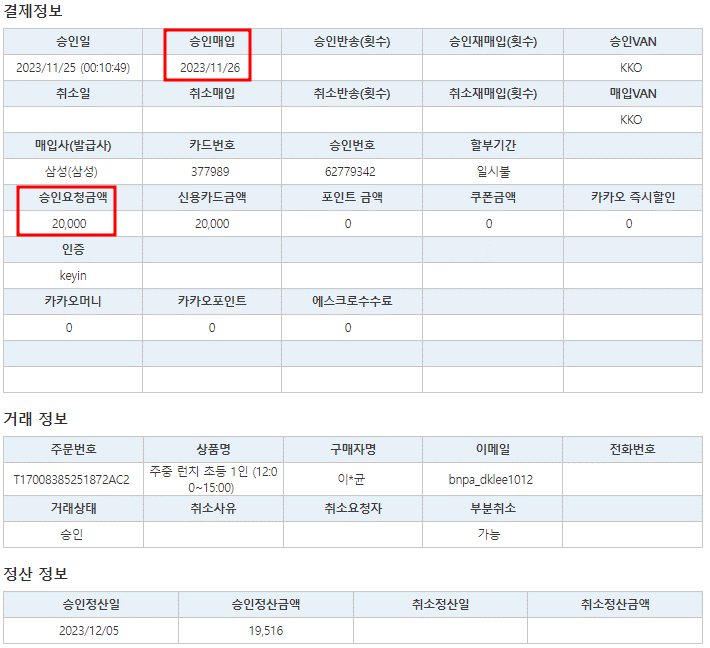 결제정보
승인일 승인매입 승인반송(횟수) 승인재매입(횟수) 승인VAN
2023/11/25 (00:10:49) 2023/11/26 KKO
취소일 취소매입 취소반송(횟수) 취소재매입(횟수) 매입VAN
KKO
매입사(발급사) 카드번호 승인번호 할부기간
삼성(삼성) 377989 62779342 일시불
승인요청금액 신용카드금액 포인트 금액 쿠폰금액 카카오 즉시할인
20,000 20,000 0 0 0
인증
keyin
카카오머니 카카오포인트 에스크로수수료
0 0 0
거래 정보
주문번호 상품명 구매자명 이메일 전화번호
T17008385251872AC2 주중 런치 초등 1인 (12:0
0~15:00) 이*균 bnpa_dklee1012
거래상태 취소사유 취소요청자 부분취소
승인 가능
정산 정보
승인정산일 승인정산금액 취소정산일 취소정산금액
2023/12/05 19,516